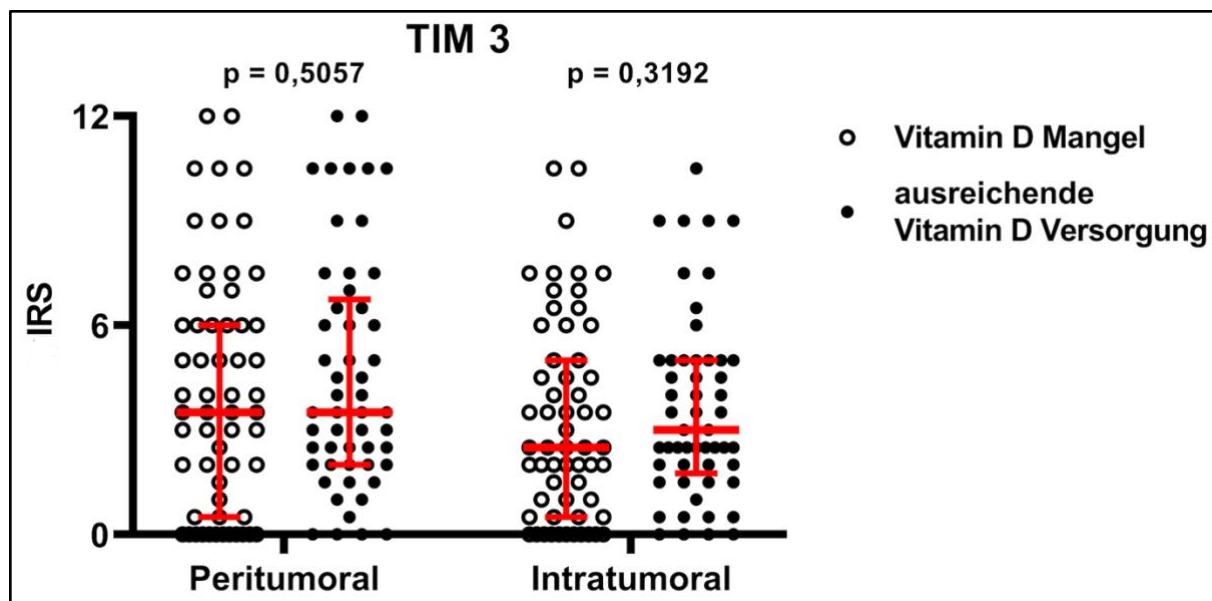 TIM 3
p = 0,5057
p = 0,3192
12
6
0
IRS
Peritumoral
Intratumoral
Vitamin D Mangel
ausreichende
Vitamin D Versorgung